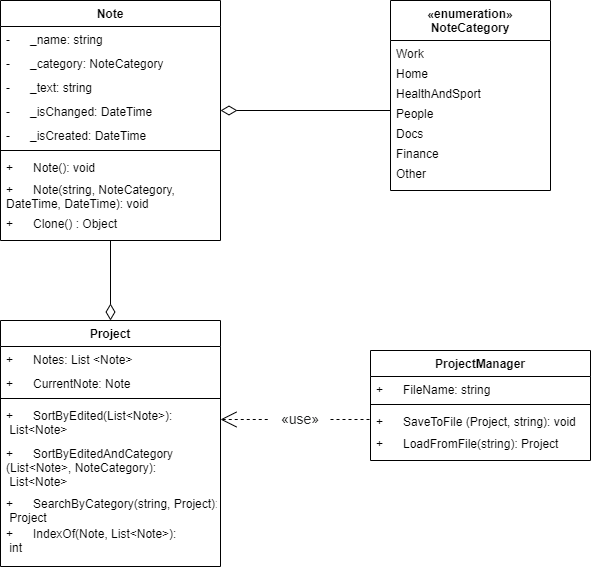 Note
- _name: string
- _category: NoteCategory
- _text: string
- _isChanged: DateTime
- _isCreated: DateTime
+ Note(): void
+ Note(string, NoteCategory,
DateTime, DateTime): void
+ Clone() : Object
«enumeration»
NoteCategory
Work
Home
HealthAndSport
People
Docs
Finance
Other
Project
+ Notes: List <Note>
+ CurrentNote: Note
+ SortByEdited(List<Note>):
List<Note>
+ SortByEditedAndCategory
(List<Note>, NoteCategory):
List<Note>
+ SearchByCategory(string, Project):
Project
+ IndexOf(Note, List<Note>):
int
«use»
ProjectManager
+ FileName: string
+ SaveToFile (Project, string): void
+ LoadFromFile(string): Project